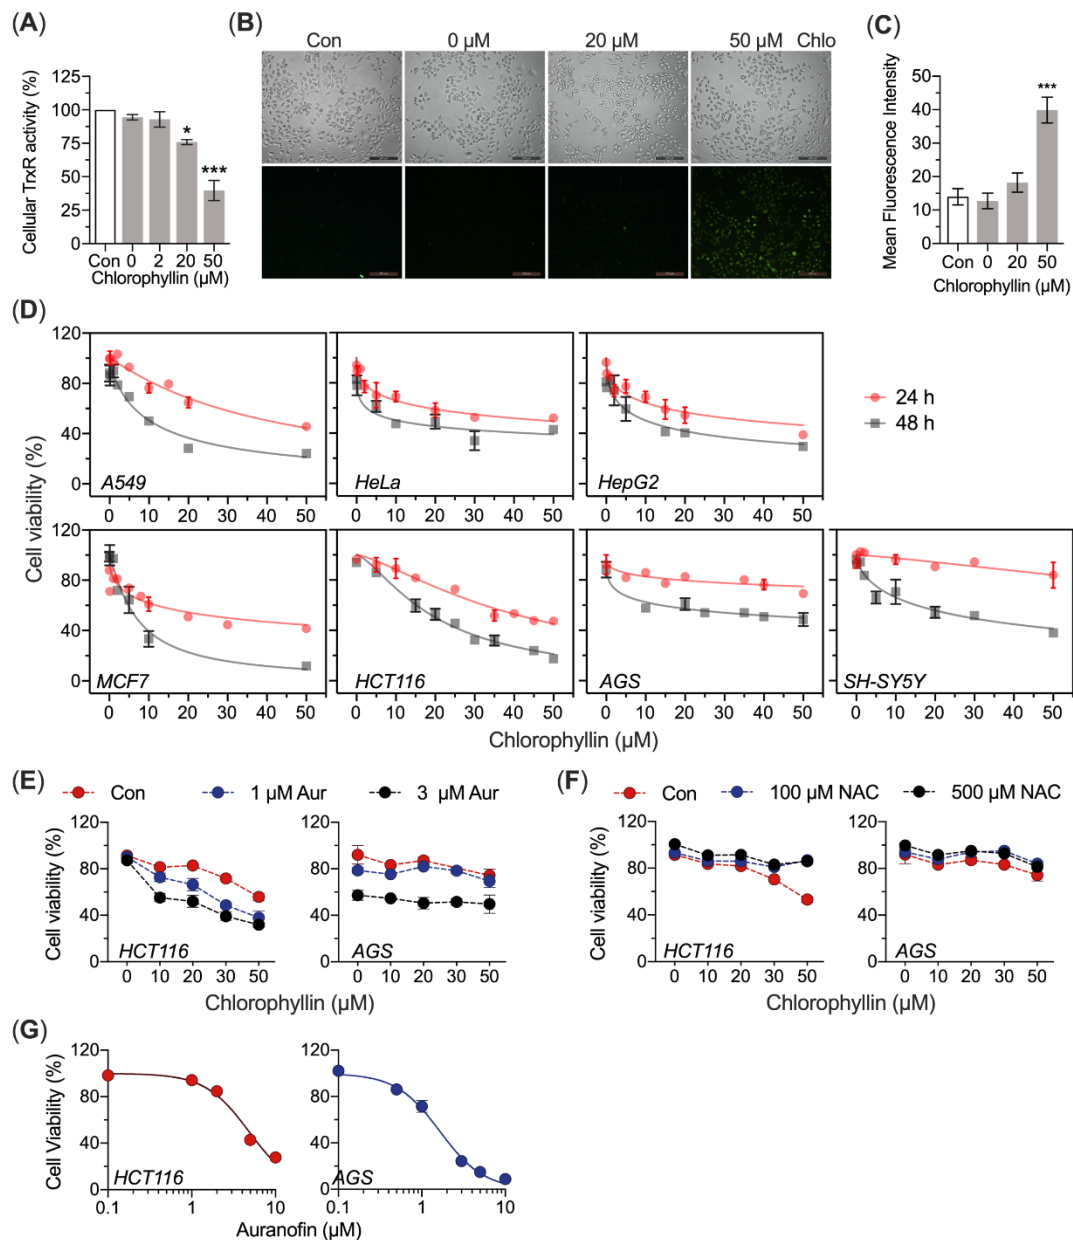 (A)
Cellular TrxR activity (%)
125
100
75
50
25
0
*
***
Con 0 2 20 50
Chlorophyllin (µM)
(B)
Con 0 µM 20 µM 50 µM Chlo
(C)
Mean Fluorescence Intensity
50
40
30
20
10
0
***
Con 0 20 50
Chlorophyllin (µM)
(D)
Cell viability (%)
120
80
40
0
A549
0 10 20 30 40 50
HeLa
0 10 20 30 40 50
HepG2
0 10 20 30 40 50
24 h
48 h
120
80
40
0
MCF7
0 10 20 30 40 50
HCT116
0 10 20 30 40 50
AGS
0 10 20 30 40 50
SH-SY5Y
0 10 20 30 40 50
Chlorophyllin (µM)
(E)
Con 1 µM Aur 3 µM Aur
Cell viability (%)
120
80
40
0
HCT116
0 10 20 30 50
120
80
40
0
AGS
0 10 20 30 50
Chlorophyllin (µM)
(F)
Con 100 µM NAC 500 µM NAC
Cell viability (%)
120
80
40
0
HCT116
0 10 20 30 50
120
80
40
0
AGS
0 10 20 30 50
Chlorophyllin (µM)
(G)
Cell Viability (%)
120
80
40
0
HCT116
0.1 1 10
120
80
40
0
AGS
0.1 1 10
Auranofin (µM)